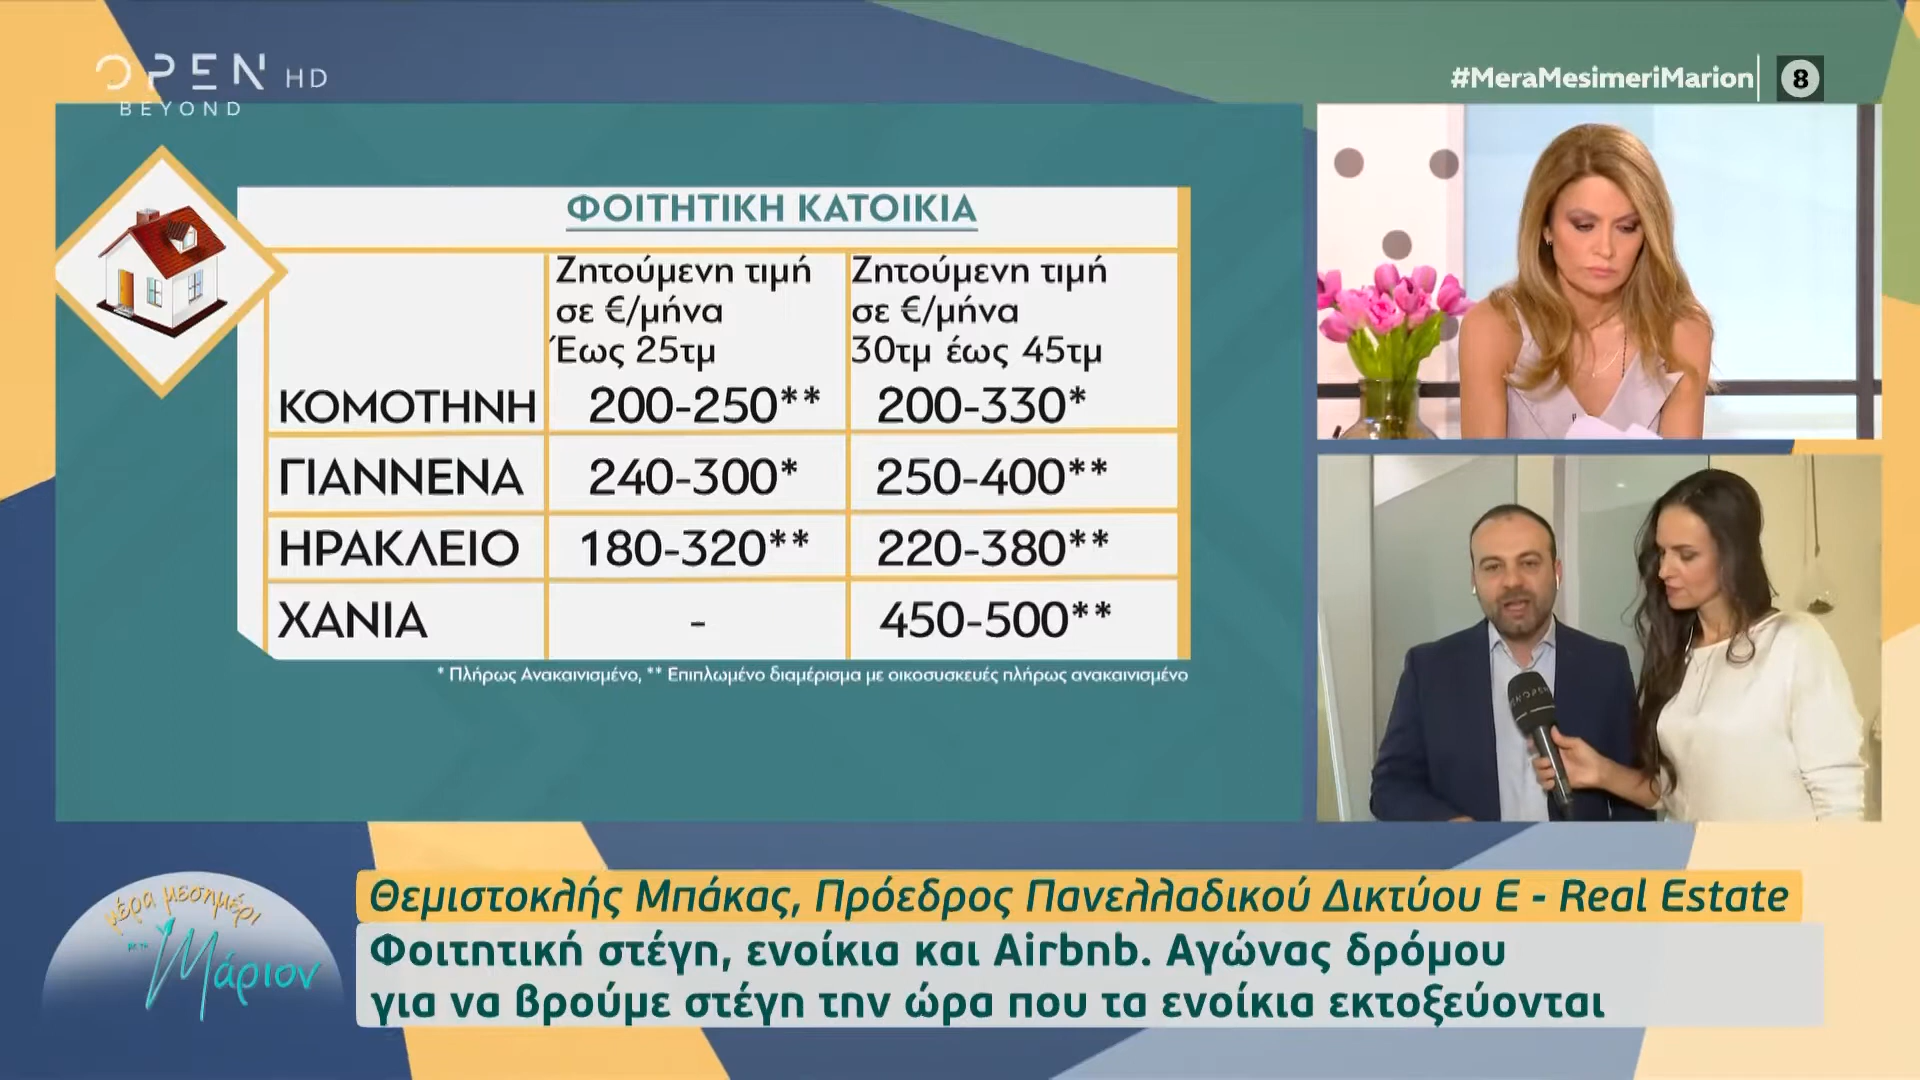 OPEN HD
BEYOND
#MeraMesimeriMarion
8
ΦΟΙΤΗΤΙΚΗ ΚΑΤΟΙΚΙΑ
Ζητούμενη τιμή
σε €/μήνα
Έως 25τμ
Ζητούμενη τιμή
σε €/μήνα
30τμ έως 45τμ
ΚΟΜΟΤΗΝΗ 200-250** 200-330*
ΓΙΑΝΝΕΝΑ 240-300* 250-400**
ΗΡΑΚΛΕΙΟ 180-320** 220-380**
ΧΑΝΙΑ - 450-500**
* Πλήρως Ανακαινισμένο, ** Επιπλωμένο διαμέρισμα με οικοσυσκευές πλήρως ανακαινισμένο
OPEN
μέρα μεσημέρι
με τη
Μάριον
Θεμιστοκλής Μπάκας, Πρόεδρος Πανελλαδικού Δικτύου E - Real Estate
Φοιτητική στέγη, ενοίκια και Airbnb. Αγώνας δρόμου
για να βρούμε στέγη την ώρα που τα ενοίκια εκτοξεύονται